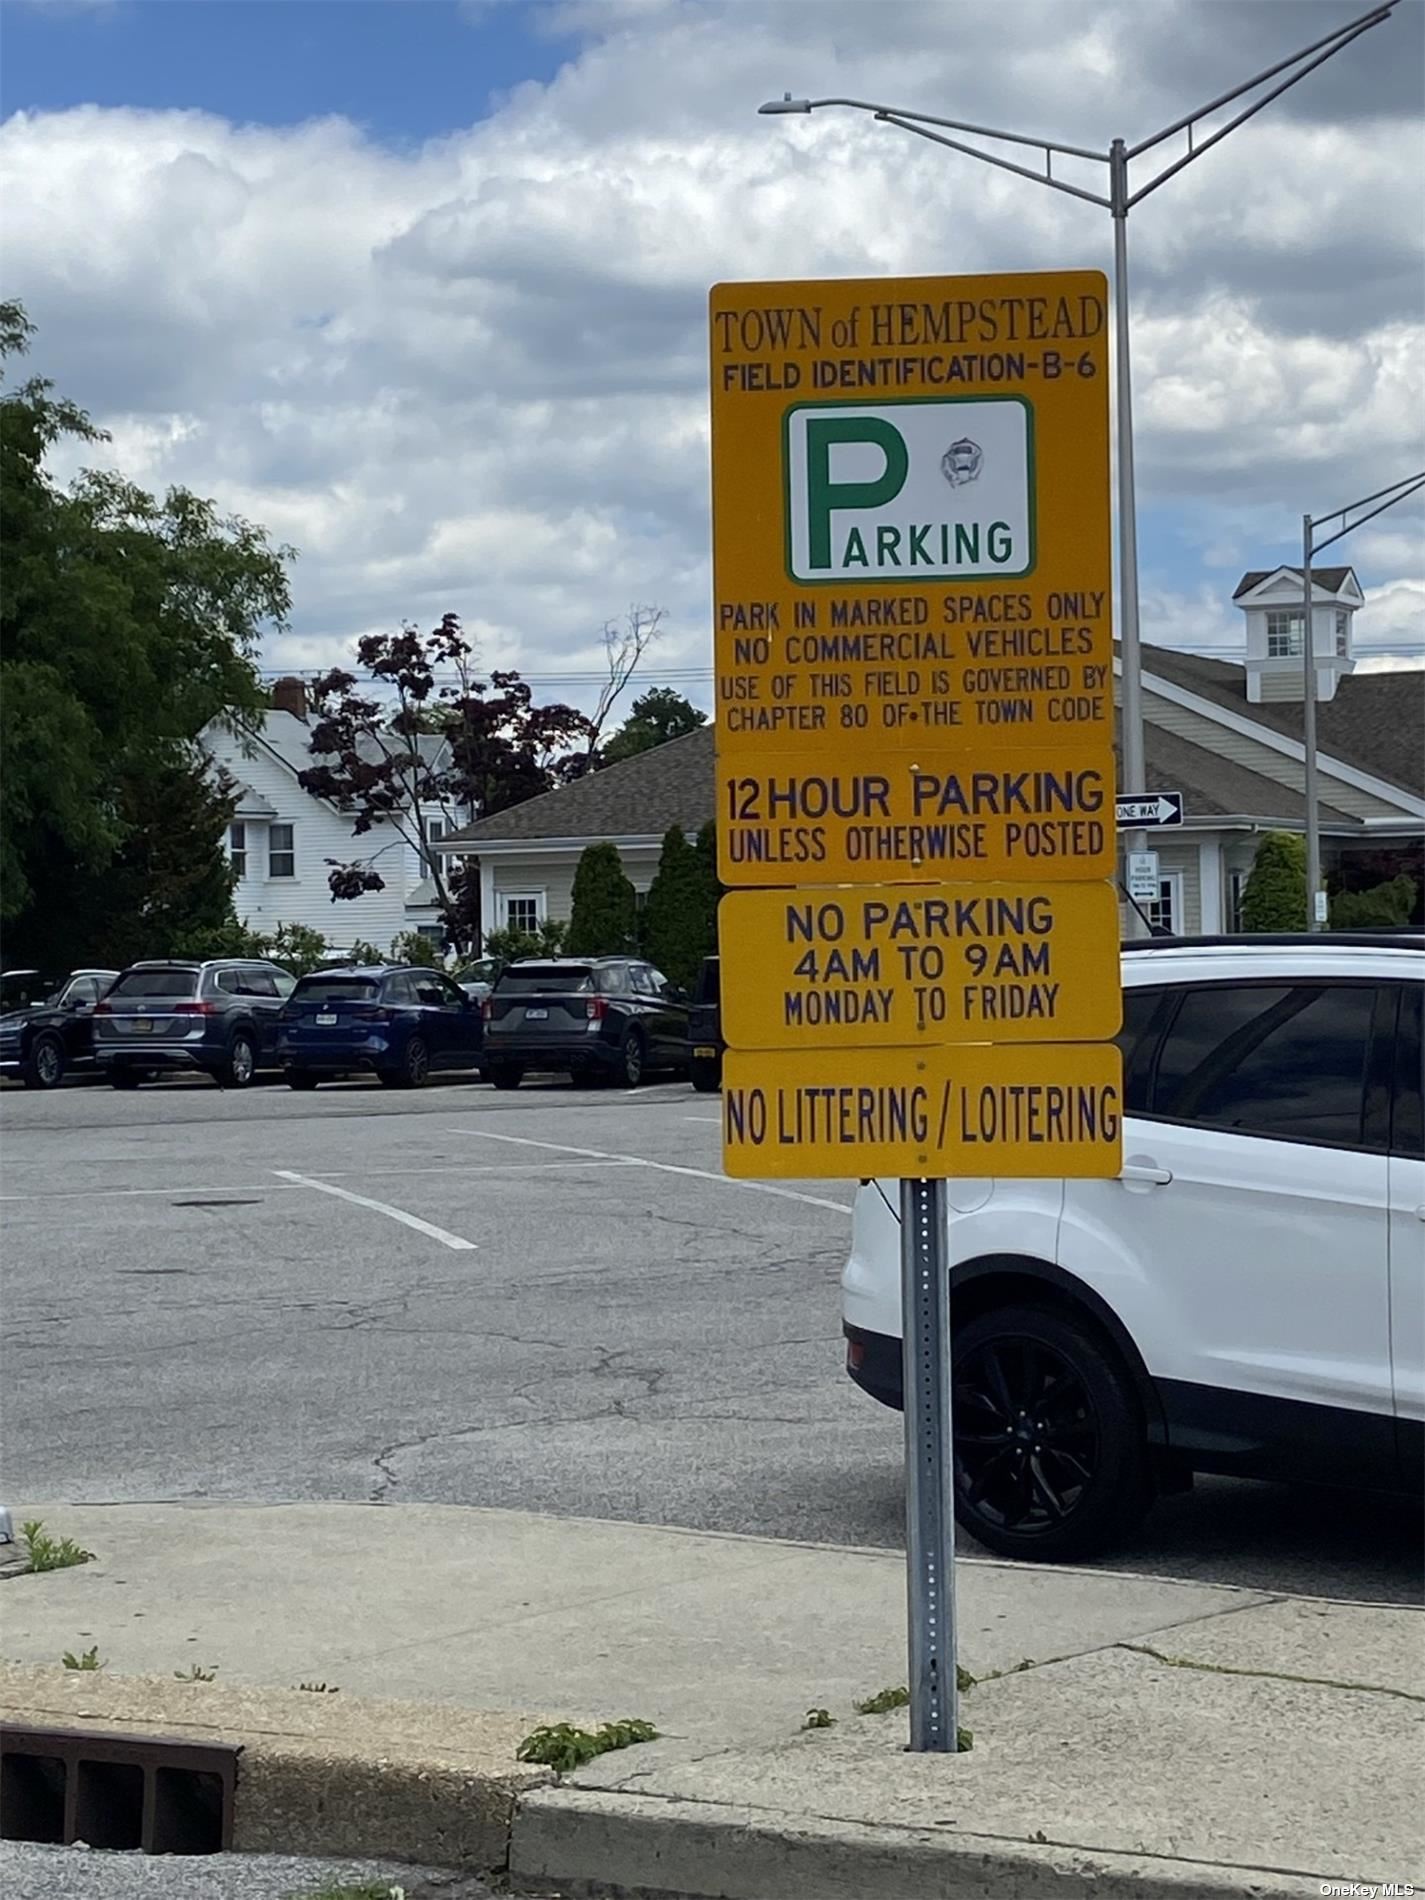 TOWN of HEMPSTEAD
FIELD IDENTIFICATION-B-6
P
PARKING
PARK IN MARKED SPACES ONLY
NO COMMERCIAL VEHICLES
USE OF THIS FIELD IS GOVERNED BY
CHAPTER 80 OF THE TOWN CODE
12 HOUR PARKING
UNLESS OTHERWISE POSTED
NO PARKING
4AM TO 9AM
MONDAY TO FRIDAY
NO LITTERING / LOITERING
ONE WAY
HOUR
PARKING
OneKey MLS